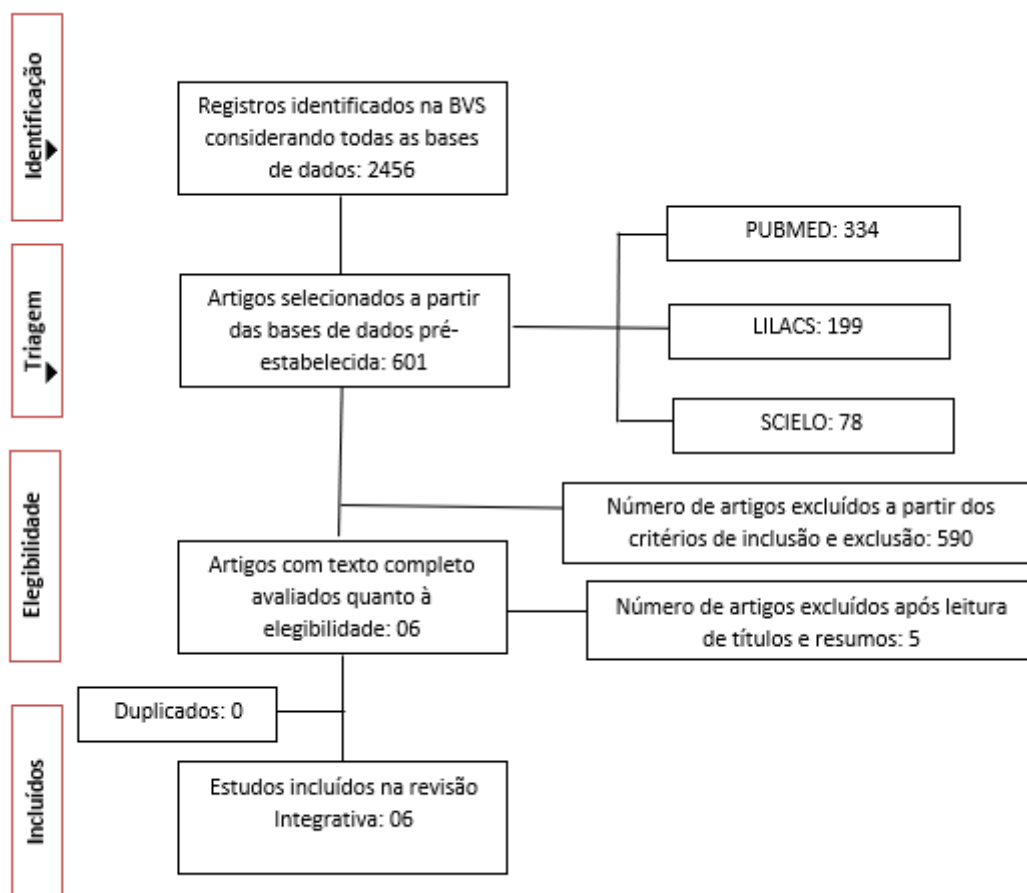 Identificação
Registros identificados na BVS
considerando todas as bases
de dados: 2456
Triagem
Artigos selecionados a partir
das bases de dados pré-
estabelecida: 601
PUBMED: 334
LILACS: 199
SCIELO: 78
Elegibilidade
Número de artigos excluídos a partir dos
critérios de inclusão e exclusão: 590
Artigos com texto completo
avaliados quanto à
elegibilidade: 06
Número de artigos excluídos após leitura
de títulos e resumos: 5
Duplicados: 0
Incluídos
Estudos incluídos na revisão
Integrativa: 06